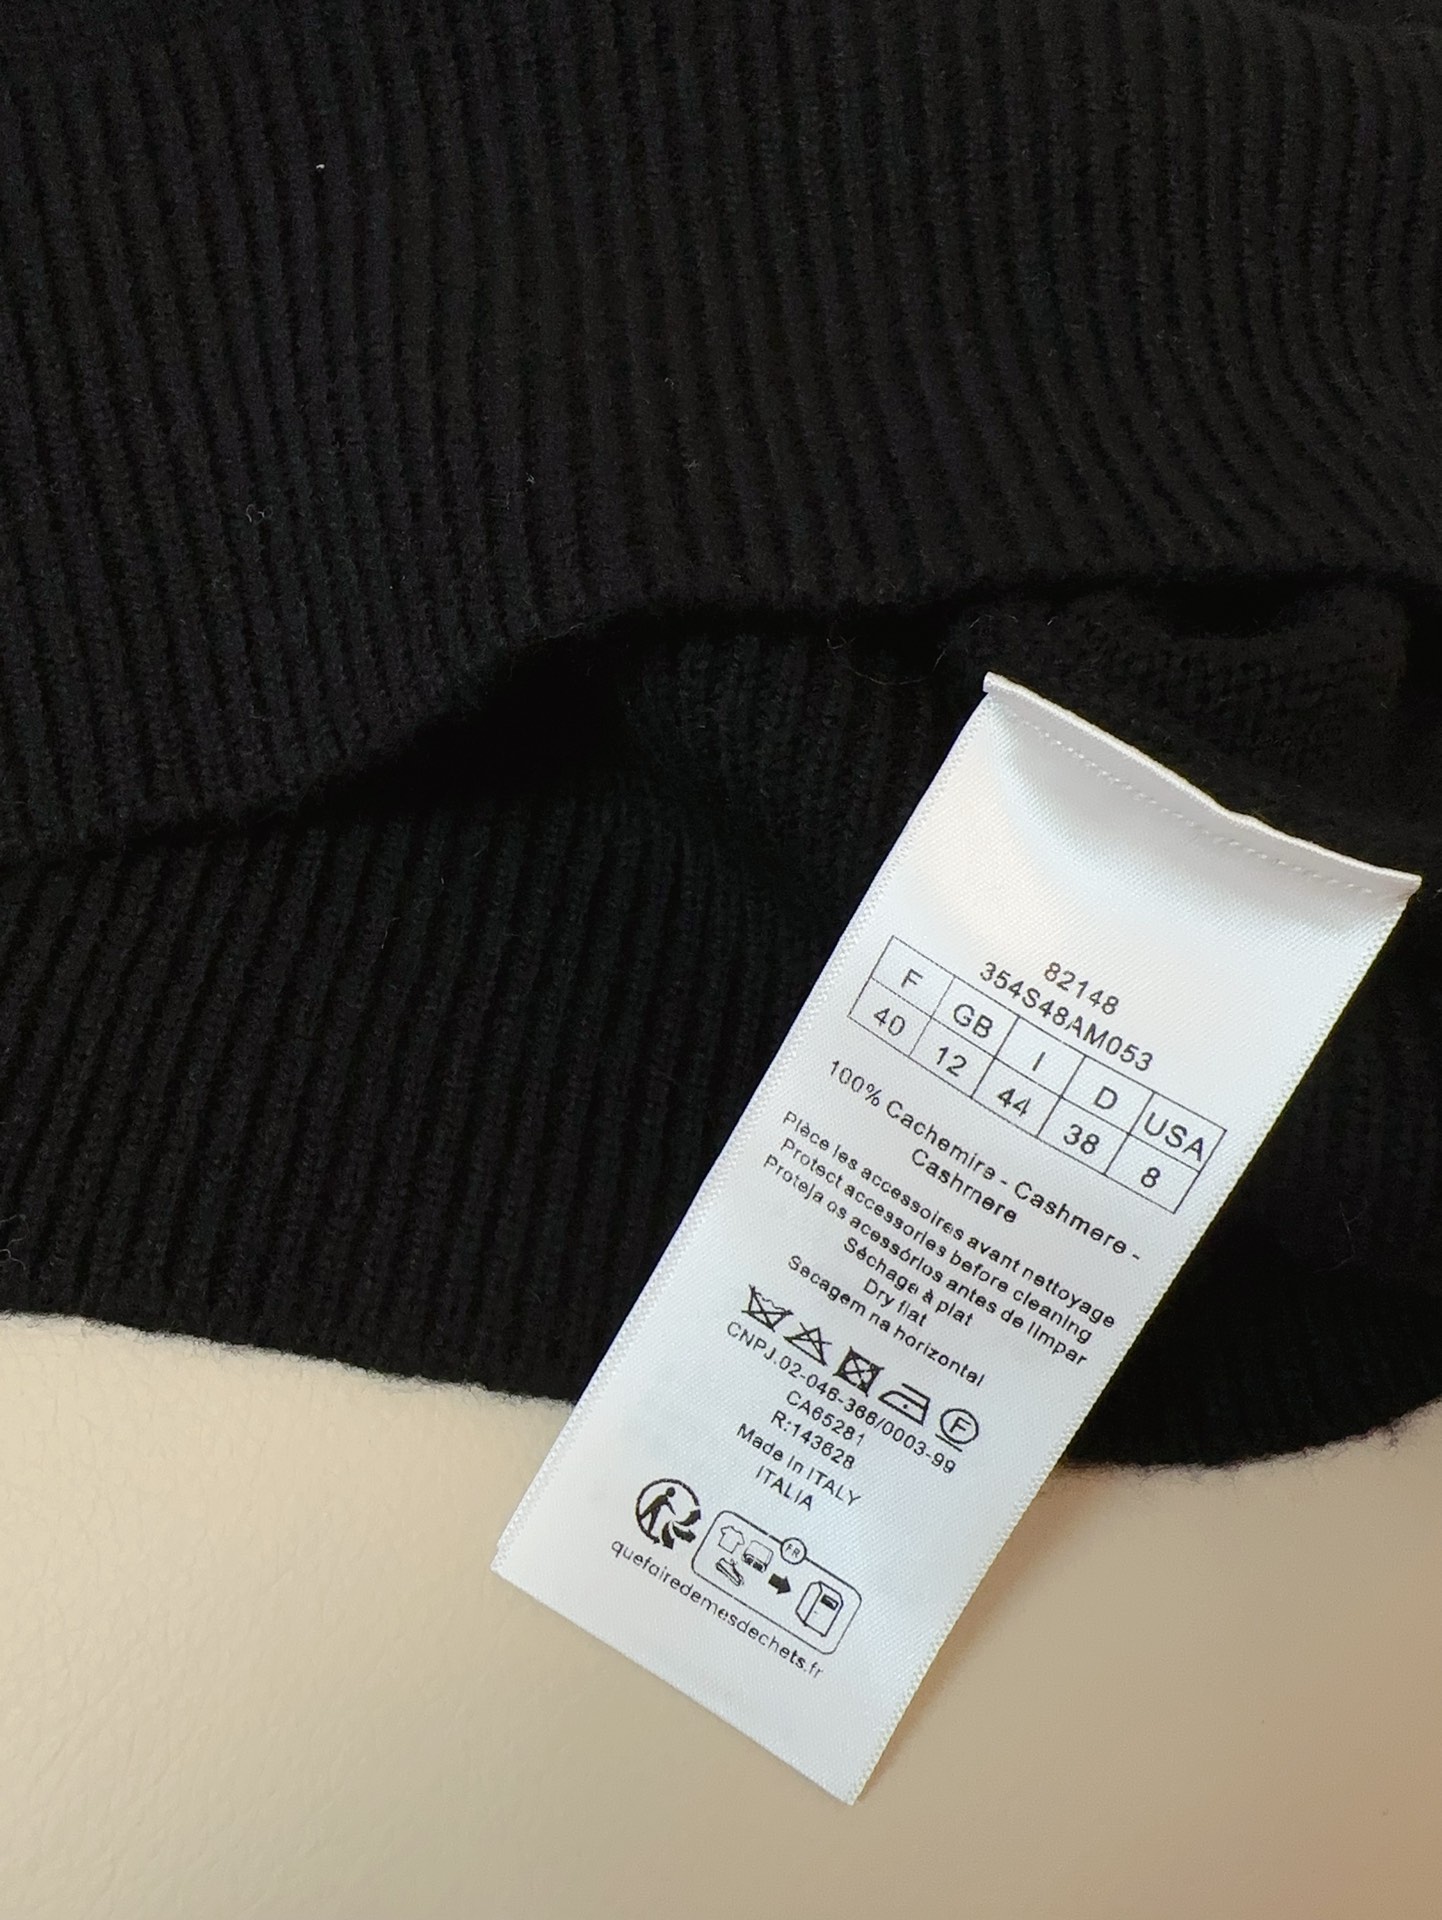 82148
354S48AM053
F GB I D USA
40 12 44 38 8
100% Cachemire - Cashmere -
Cashmere
Plèce les accessoires avant nettoyage
Protect accessories before cleaning
Proteja os acessórios antes de limpar
Séchage à plat
Dry flat
Secagem na horizontal
F
CNPJ.02-046-366/0003-99
CA65281
R:143628
Made in ITALY
ITALIA
FR
quefairedemesdechets.fr